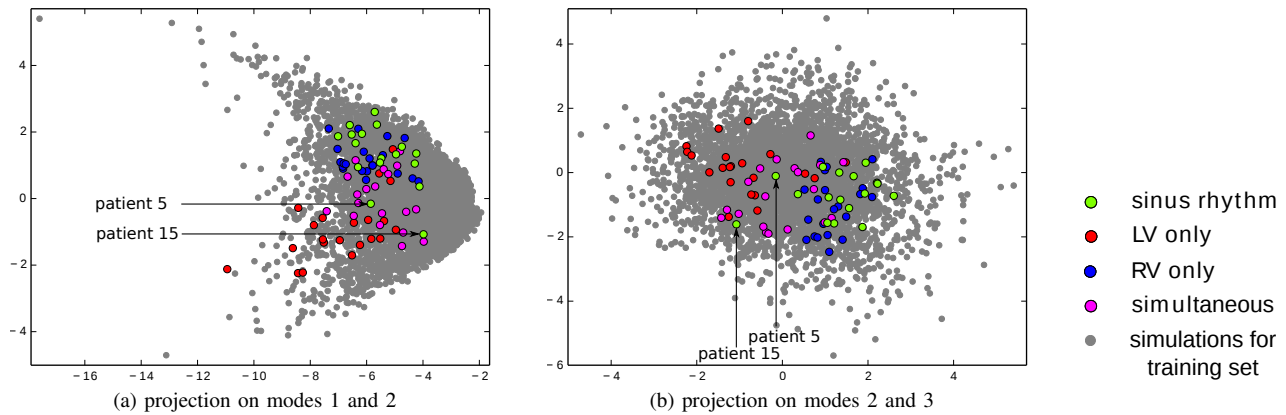 4
2
0
−2
−4
−16
−14
−12
−10
−8
−6
−4
−2
patient 5
patient 15
(a) projection on modes 1 and 2
4
2
0
−2
−4
−6
−4
−2
0
2
4
patient 5
patient 15
(b) projection on modes 2 and 3
sinus rhythm
LV only
RV only
simultaneous
simulations for
training set